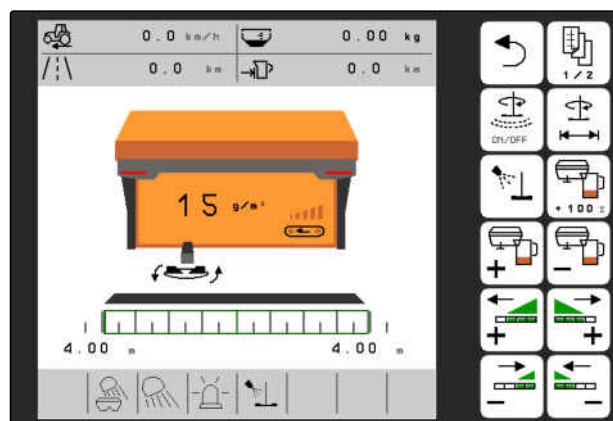 0.0 km/h 4 0.00 kg
0.0 km 0.0 km
15 g/m²
4.00 m 4.00 m
1/2
ON/OFF
+100%
+ −
+ +
− −